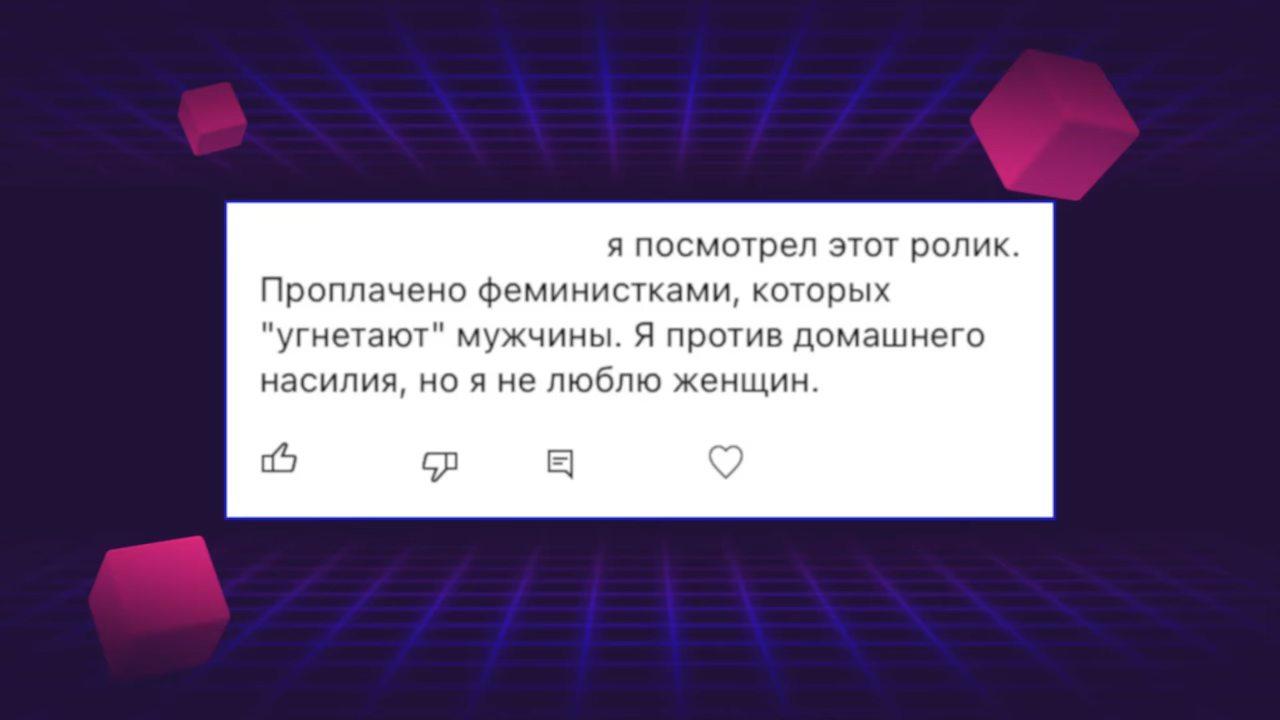 я посмотрел этот ролик.
Проплачено феминистками, которых
"угнетают" мужчины. Я против домашнего
насилия, но я не люблю женщин.